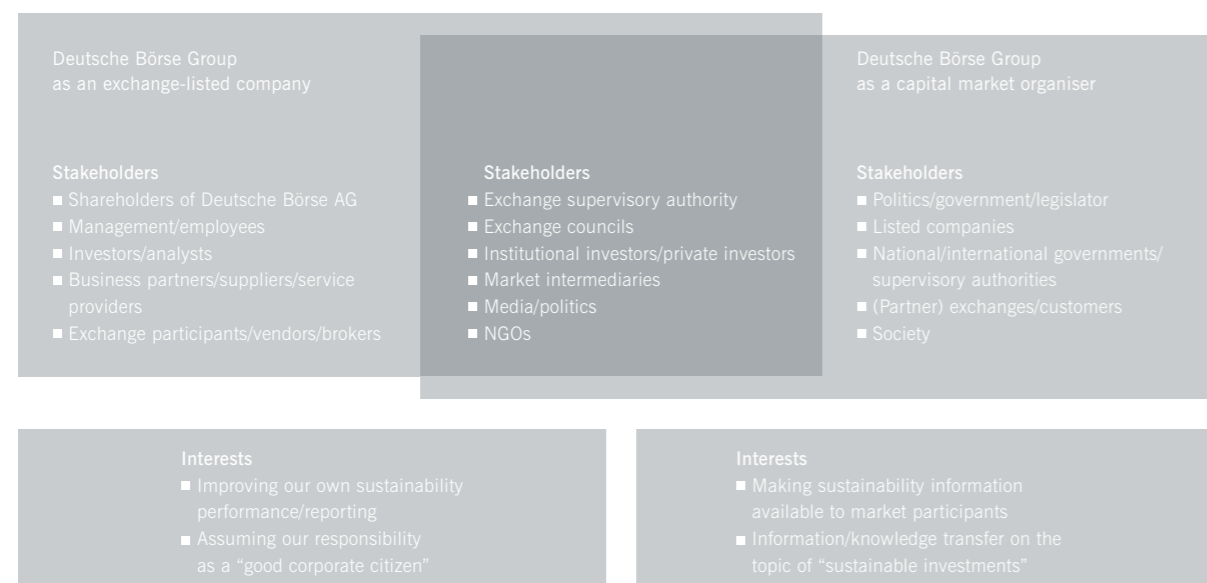 Deutsche Börse Group
as an exchange-listed company
Stakeholders
■ Shareholders of Deutsche Börse AG
■ Management/employees
■ Investors/analysts
■ Business partners/suppliers/service
providers
■ Exchange participants/vendors/brokers
Stakeholders
■ Exchange supervisory authority
■ Exchange councils
■ Institutional investors/private investors
■ Market intermediaries
■ Media/politics
■ NGOs
Deutsche Börse Group
as a capital market organiser
Stakeholders
■ Politics/government/legislator
■ Listed companies
■ National/international governments/
supervisory authorities
■ (Partner) exchanges/customers
■ Society
Interests
■ Improving our own sustainability
performance/reporting
■ Assuming our responsibility
as a “good corporate citizen”
Interests
■ Making sustainability information
available to market participants
■ Information/knowledge transfer on the
topic of “sustainable investments”